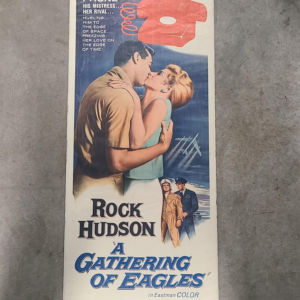 HIS MISTRESS..
HER RIVAL...
HURLING
HIM TO
THE EDGE
OF SPACE
FREEZING
HER LOVE ON
THE EDGE
OF TIME!
ROCK
HUDSON
'A
GATHERING
OF EAGLES'
in Eastman COLOR